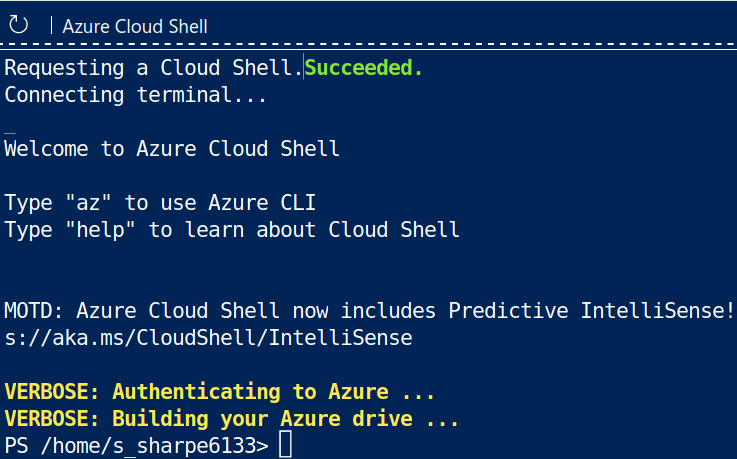 Azure Cloud Shell
Requesting a Cloud Shell.Succeeded.
Connecting terminal...
Welcome to Azure Cloud Shell
Type "az" to use Azure CLI
Type "help" to learn about Cloud Shell
MOTD: Azure Cloud Shell now includes Predictive IntelliSense!
s://aka.ms/CloudShell/IntelliSense
VERBOSE: Authenticating to Azure ...
VERBOSE: Building your Azure drive ...
PS /home/s_sharpe6133>